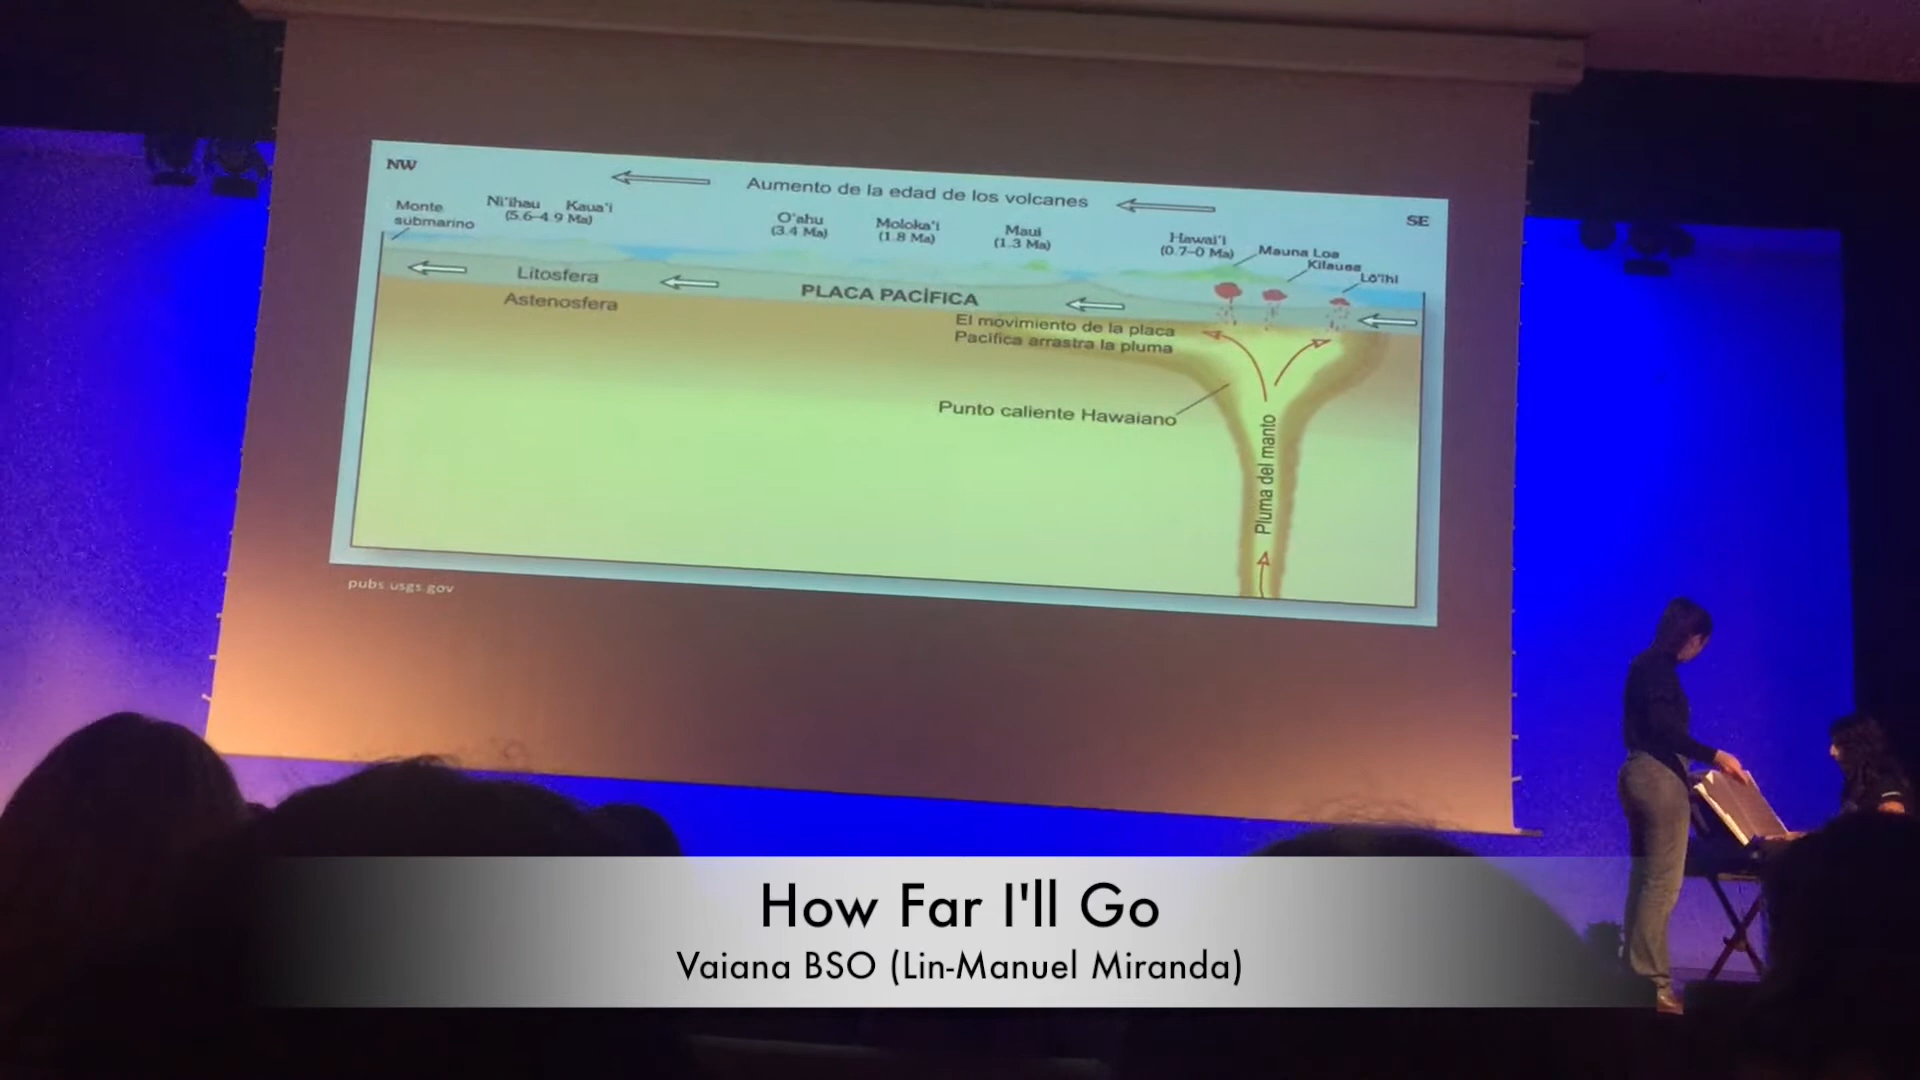 NW
Aumento de la edad de los volcanes
SE
Monte
submarino
Ni'ihau Kaua'i
(5.6–4.9 Ma)
O'ahu
(3.4 Ma)
Moloka'i
(1.8 Ma)
Maui
(1.3 Ma)
Hawai'i
(0.7–0 Ma)
Mauna Loa
Kilauea
Lō'ihi
Litosfera
Astenosfera
PLACA PACÍFICA
El movimiento de la placa
Pacífica arrastra la pluma
Punto caliente Hawaiano
Pluma del manto
pubs.usgs.gov
How Far I'll Go
Vaiana BSO (Lin-Manuel Miranda)